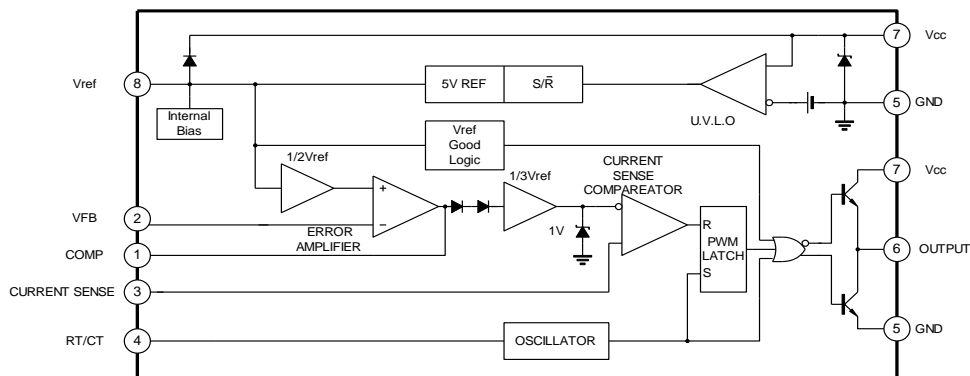 7
Vcc
Vref
8
5V REF
S/R̄
Internal
Bias
U.V.L.O
5
GND
Vref
Good
Logic
1/2Vref
1/3Vref
CURRENT
SENSE
COMPAREATOR
7
Vcc
+
−
VFB
2
ERROR
AMPLIFIER
1V
R
PWM
LATCH
S
COMP
1
6
OUTPUT
CURRENT SENSE
3
RT/CT
4
OSCILLATOR
5
GND